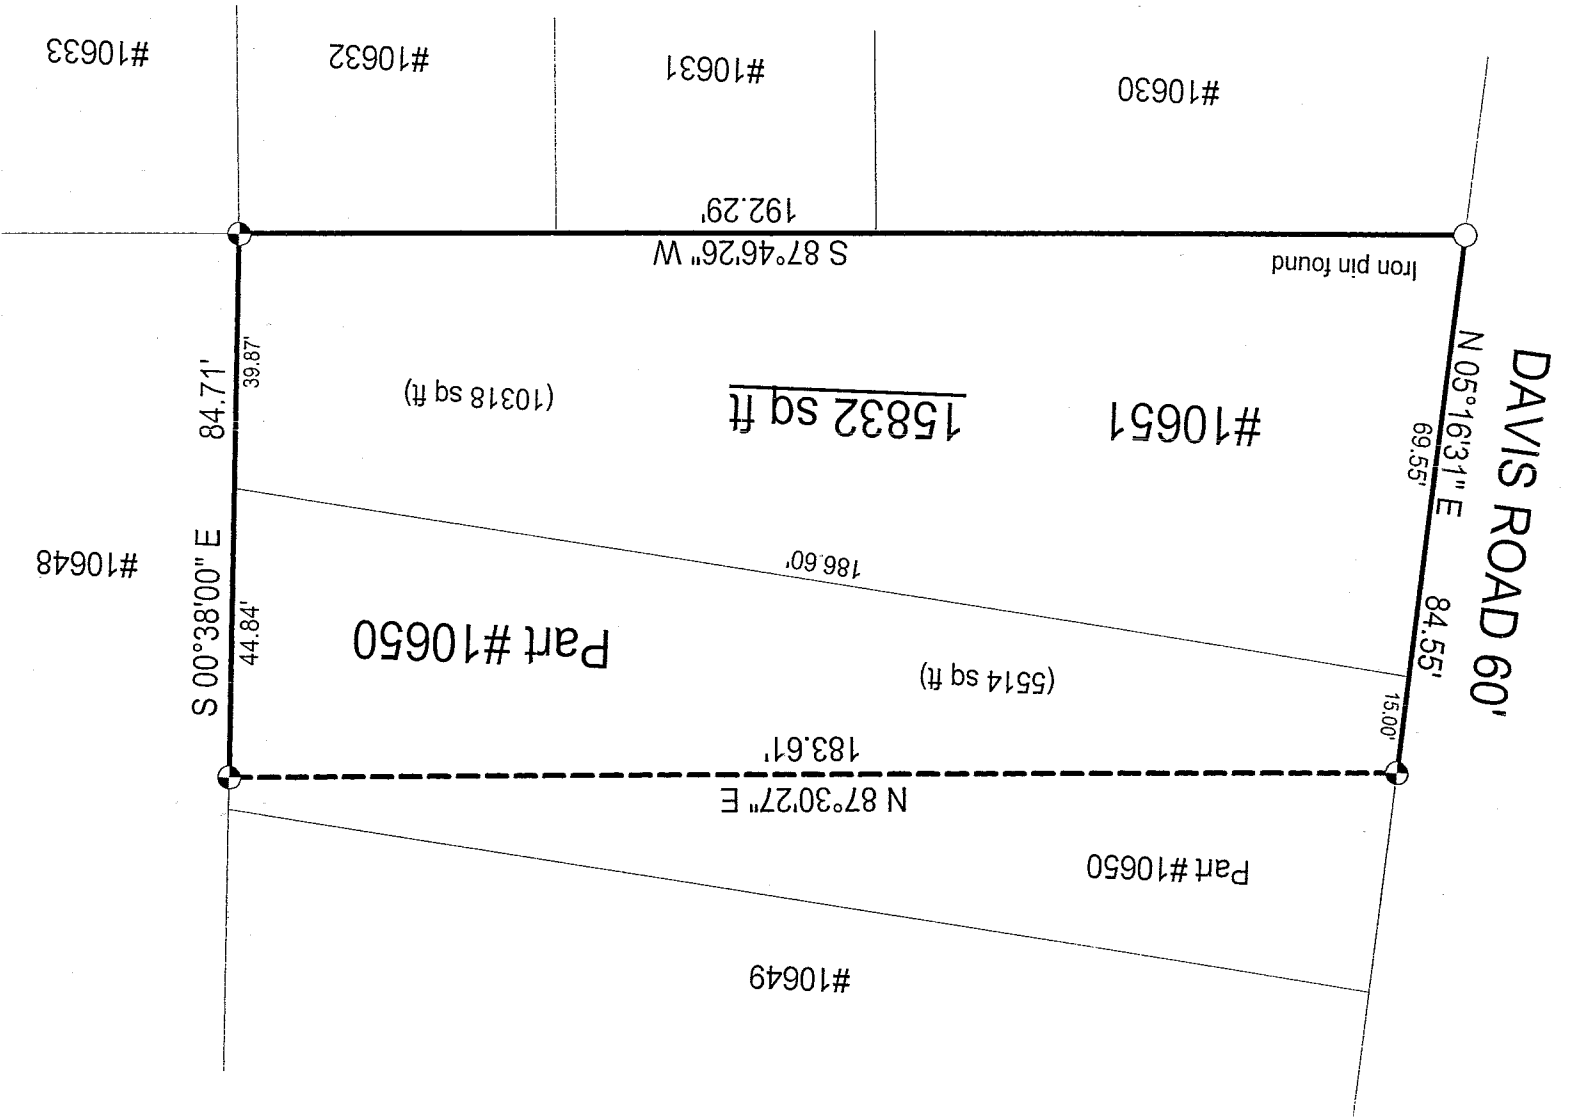 #10649
Part #10650
N 87°30'27" E
183.61'
15.00'
(5514 sq ft)
Part #10650
44.84'
S 00°38'00" E
84.55'
186.60'
#10648
DAVIS ROAD 60'
N 05°16'31" E
69.55'
#10651
15832 sq ft
(10318 sq ft)
39.87'
84.71'
Iron pin found
S 87°46'26" W
192.29'
#10630
#10631
#10632
#10633